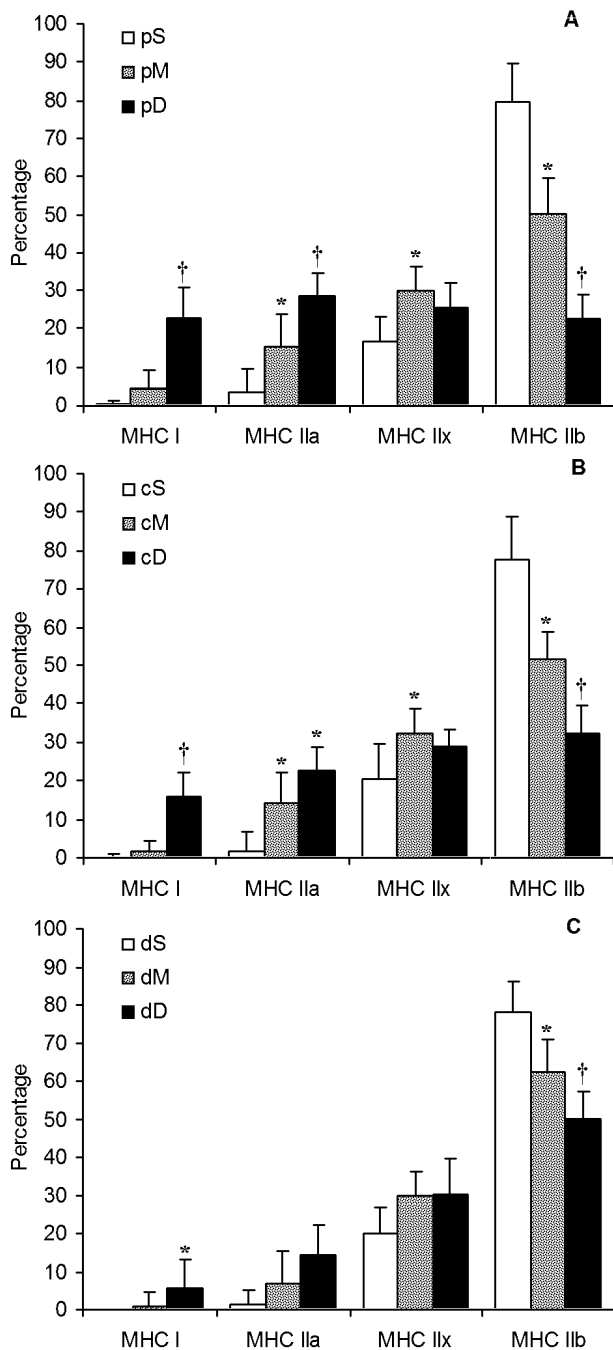 A
100
90
80
70
60
50
40
30
20
10
0
Percentage
pS
pM
pD
†
*
†
*
*
†
MHC I MHC IIa MHC IIx MHC IIb
B
100
90
80
70
60
50
40
30
20
10
0
Percentage
cS
cM
cD
†
*
*
*
*
†
MHC I MHC IIa MHC IIx MHC IIb
C
100
90
80
70
60
50
40
30
20
10
0
Percentage
dS
dM
dD
*
*
†
MHC I MHC IIa MHC IIx MHC IIb